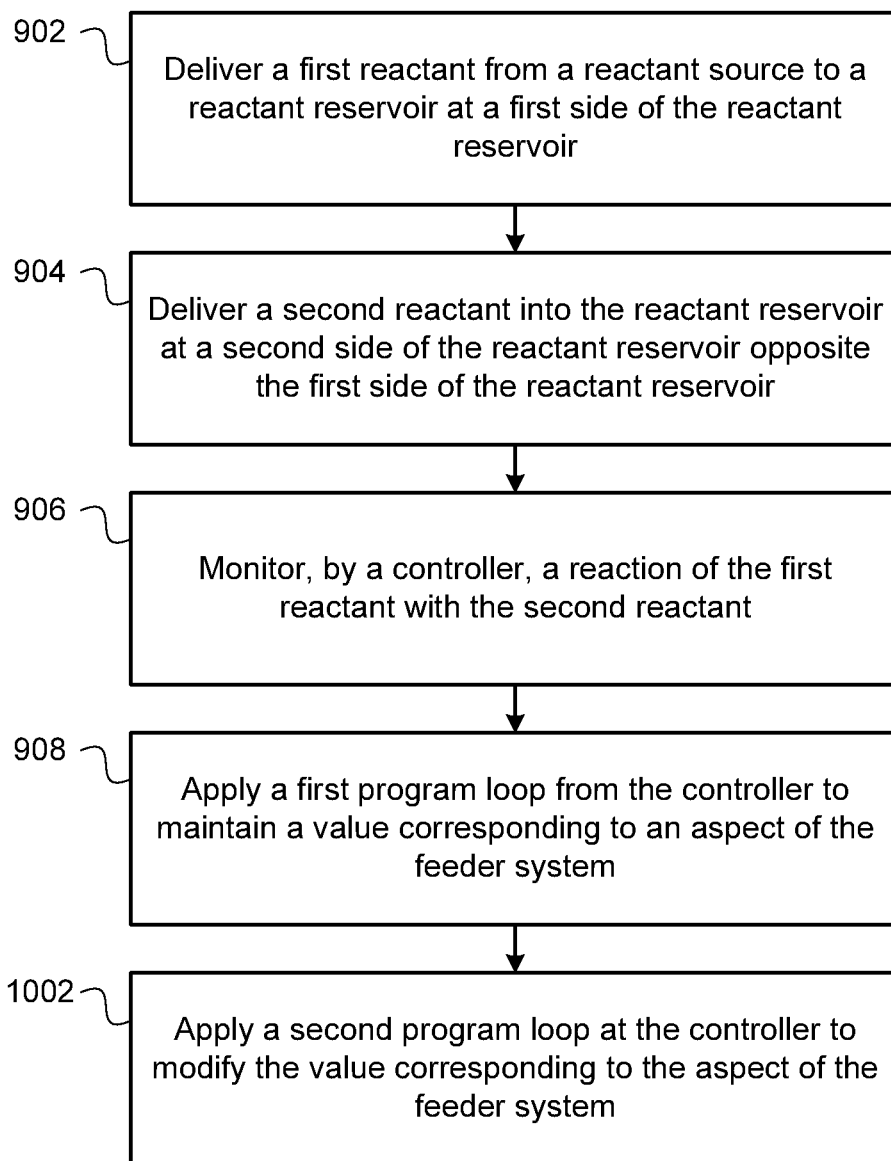 902
Deliver a first reactant from a reactant source to a
reactant reservoir at a first side of the reactant
reservoir
904
Deliver a second reactant into the reactant reservoir
at a second side of the reactant reservoir opposite
the first side of the reactant reservoir
906
Monitor, by a controller, a reaction of the first
reactant with the second reactant
908
Apply a first program loop from the controller to
maintain a value corresponding to an aspect of the
feeder system
1002
Apply a second program loop at the controller to
modify the value corresponding to the aspect of the
feeder system